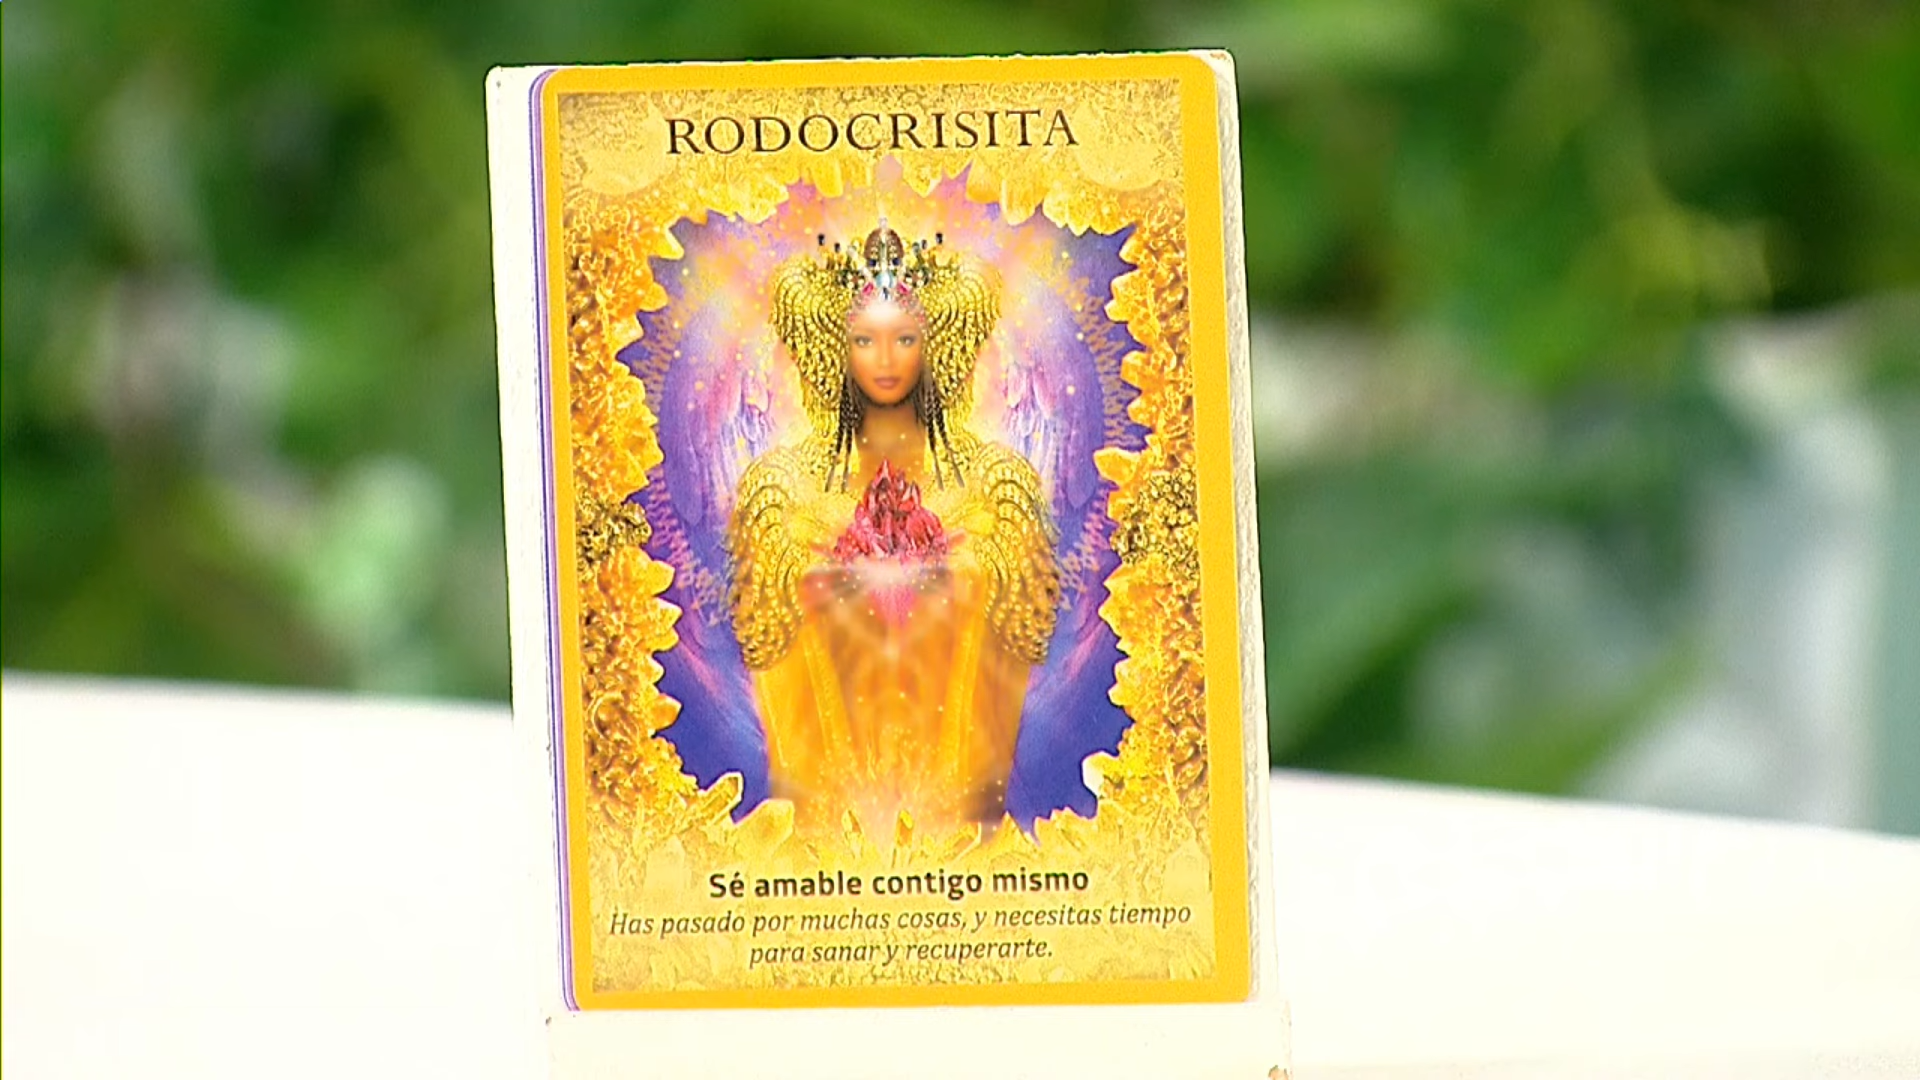 RODOCRISITA
Sé amable contigo mismo
Has pasado por muchas cosas, y necesitas tiempo
para sanar y recuperarte.